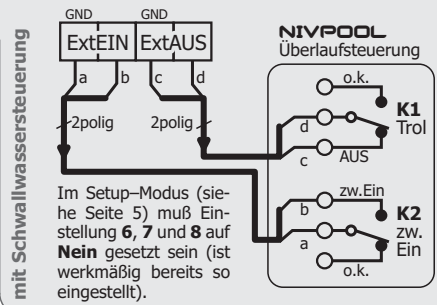 mit Schwallwassersteuerung
GND GND
ExtEIN ExtAUS
a b c d
2polig 2polig
Im Setup–Modus (sie-
he Seite 5) muß Ein-
stellung 6, 7 und 8 auf
Nein gesetzt sein (ist
werkmäßig bereits so
eingestellt).
NIVPOOL
Überlaufsteuerung
o.k.
K1
Trol
d
c
AUS
zw.Ein
b
K2
zw.
Ein
a
o.k.